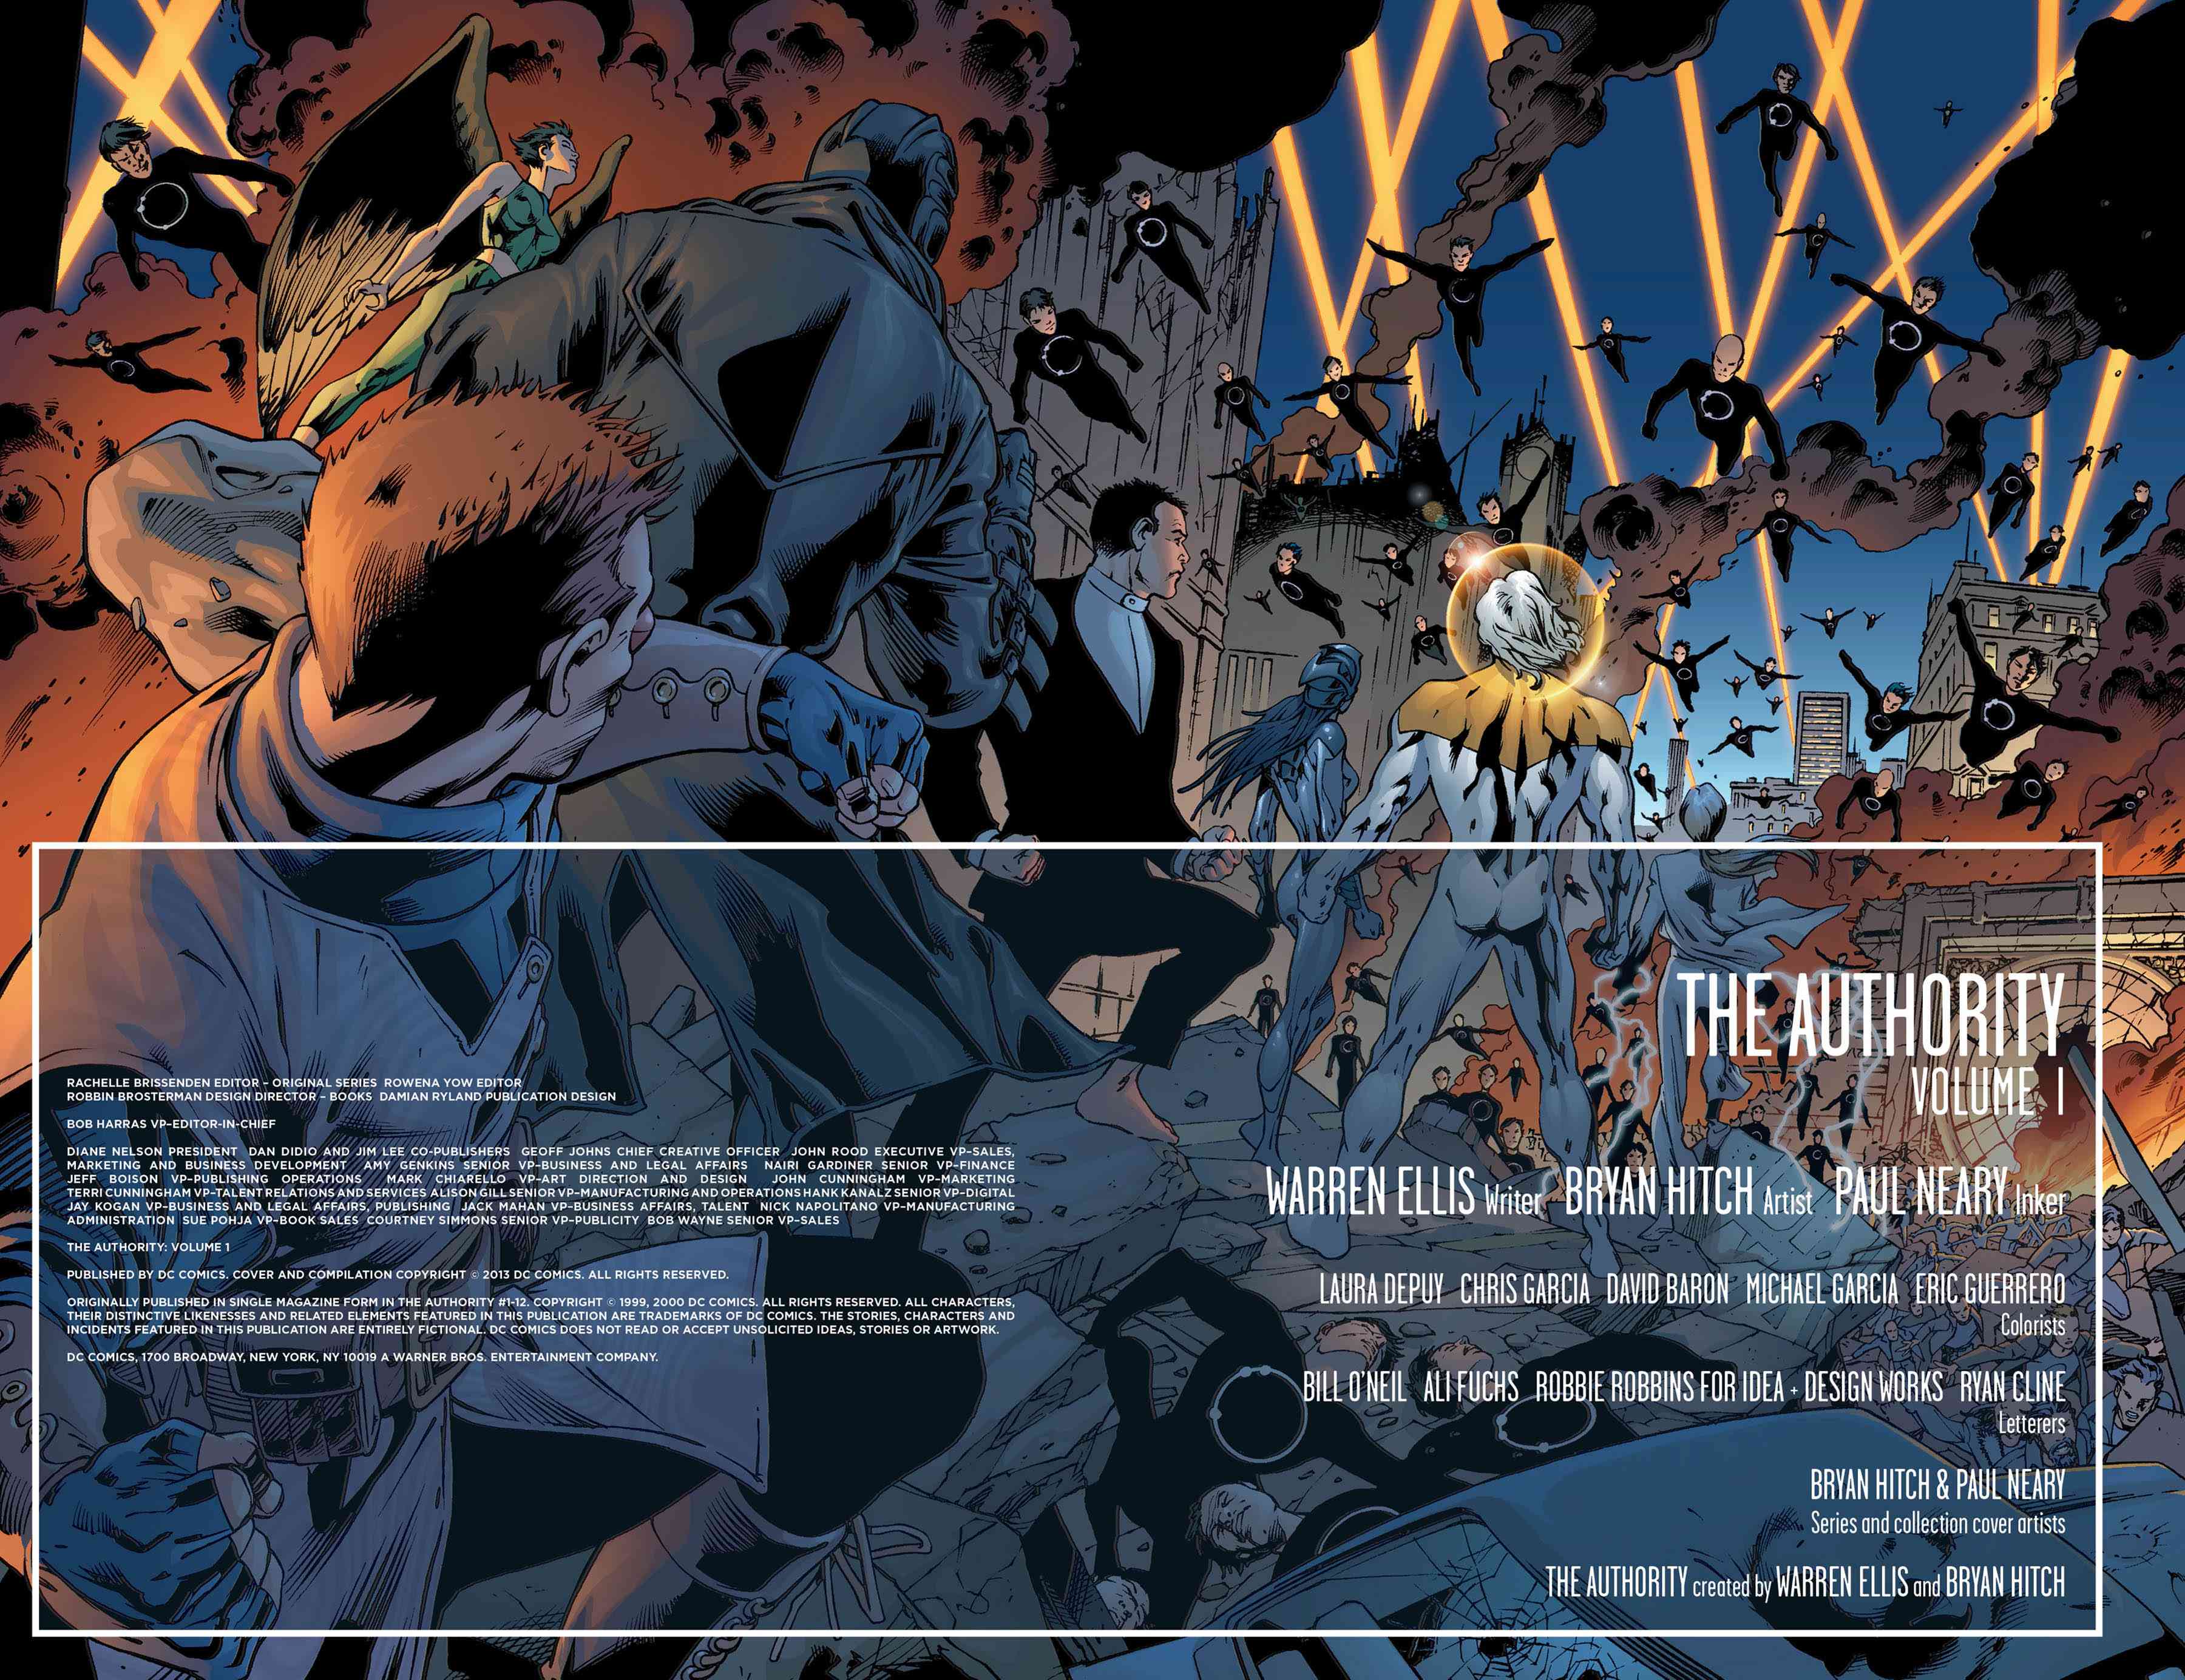 RACHELLE BRISSENDEN EDITOR – ORIGINAL SERIES ROWENA YOW EDITOR
ROBBIN BROSTERMAN DESIGN DIRECTOR – BOOKS DAMIAN RYLAND PUBLICATION DESIGN
BOB HARRAS VP–EDITOR-IN-CHIEF
DIANE NELSON PRESIDENT DAN DIDIO AND JIM LEE CO-PUBLISHERS GEOFF JOHNS CHIEF CREATIVE OFFICER JOHN ROOD EXECUTIVE VP–SALES,
MARKETING AND BUSINESS DEVELOPMENT AMY GENKINS SENIOR VP–BUSINESS AND LEGAL AFFAIRS NAIRI GARDINER SENIOR VP–FINANCE
JEFF BOISON VP–PUBLISHING OPERATIONS MARK CHIARELLO VP–ART DIRECTION AND DESIGN JOHN CUNNINGHAM VP–MARKETING
TERRI CUNNINGHAM VP–TALENT RELATIONS AND SERVICES ALISON GILL SENIOR VP–MANUFACTURING AND OPERATIONS HANK KANALZ SENIOR VP–DIGITAL
JAY KOGAN VP–BUSINESS AND LEGAL AFFAIRS, PUBLISHING JACK MAHAN VP–BUSINESS AFFAIRS, TALENT NICK NAPOLITANO VP–MANUFACTURING
ADMINISTRATION SUE POHJA VP–BOOK SALES COURTNEY SIMMONS SENIOR VP–PUBLICITY BOB WAYNE SENIOR VP–SALES
THE AUTHORITY: VOLUME 1
PUBLISHED BY DC COMICS. COVER AND COMPILATION COPYRIGHT © 2013 DC COMICS. ALL RIGHTS RESERVED.
ORIGINALLY PUBLISHED IN SINGLE MAGAZINE FORM IN THE AUTHORITY #1-12. COPYRIGHT © 1999, 2000 DC COMICS. ALL RIGHTS RESERVED. ALL CHARACTERS,
THEIR DISTINCTIVE LIKENESSES AND RELATED ELEMENTS FEATURED IN THIS PUBLICATION ARE TRADEMARKS OF DC COMICS. THE STORIES, CHARACTERS AND
INCIDENTS FEATURED IN THIS PUBLICATION ARE ENTIRELY FICTIONAL. DC COMICS DOES NOT READ OR ACCEPT UNSOLICITED IDEAS, STORIES OR ARTWORK.
DC COMICS, 1700 BROADWAY, NEW YORK, NY 10019 A WARNER BROS. ENTERTAINMENT COMPANY.
THE AUTHORITY
VOLUME 1
WARREN ELLIS Writer BRYAN HITCH Artist PAUL NEARY Inker
LAURA DEPUY CHRIS GARCIA DAVID BARON MICHAEL GARCIA ERIC GUERRERO
Colorists
BILL O'NEIL ALI FUCHS ROBBIE ROBBINS FOR IDEA + DESIGN WORKS RYAN CLINE
Letterers
BRYAN HITCH & PAUL NEARY
Series and collection cover artists
THE AUTHORITY created by WARREN ELLIS and BRYAN HITCH